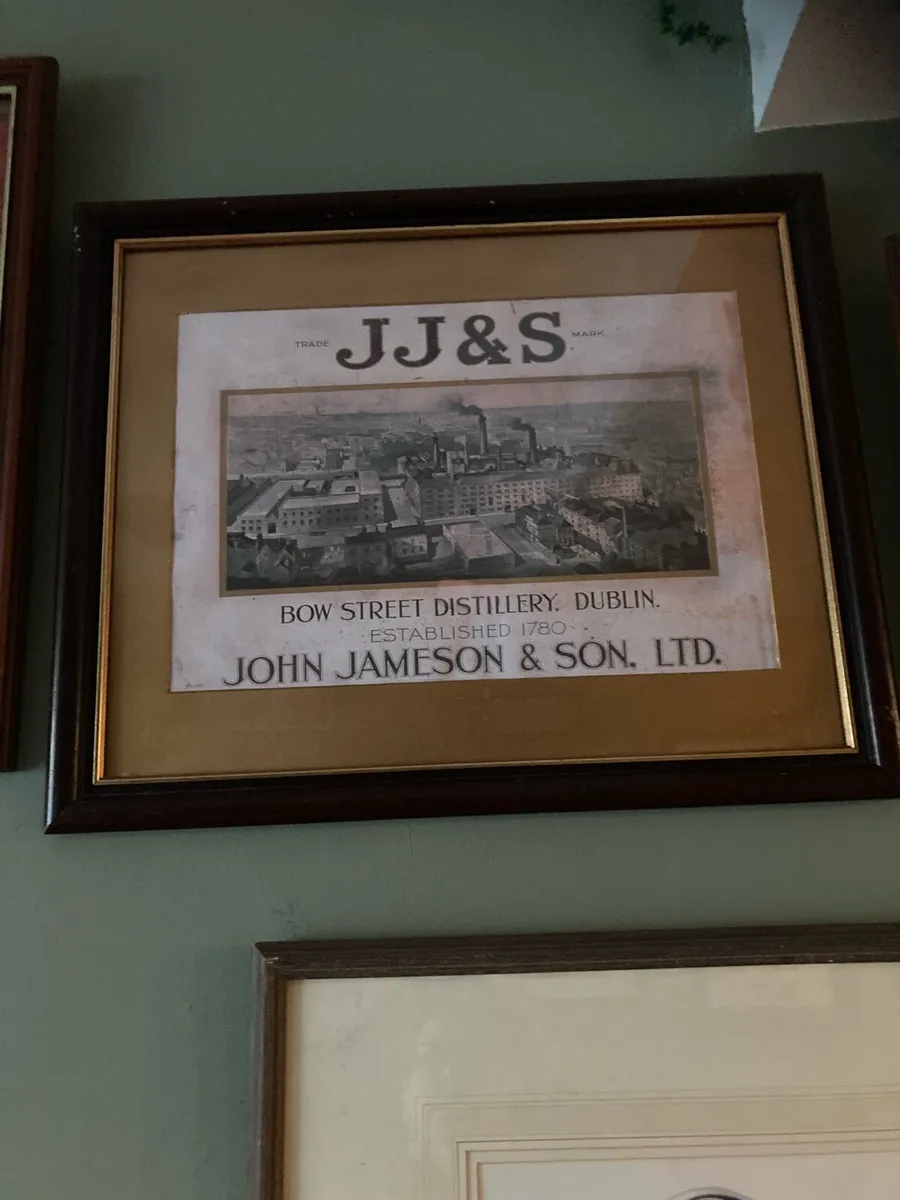 TRADE JJ&S MARK
BOW STREET DISTILLERY. DUBLIN.
ESTABLISHED 1780
JOHN JAMESON & SON, LTD.